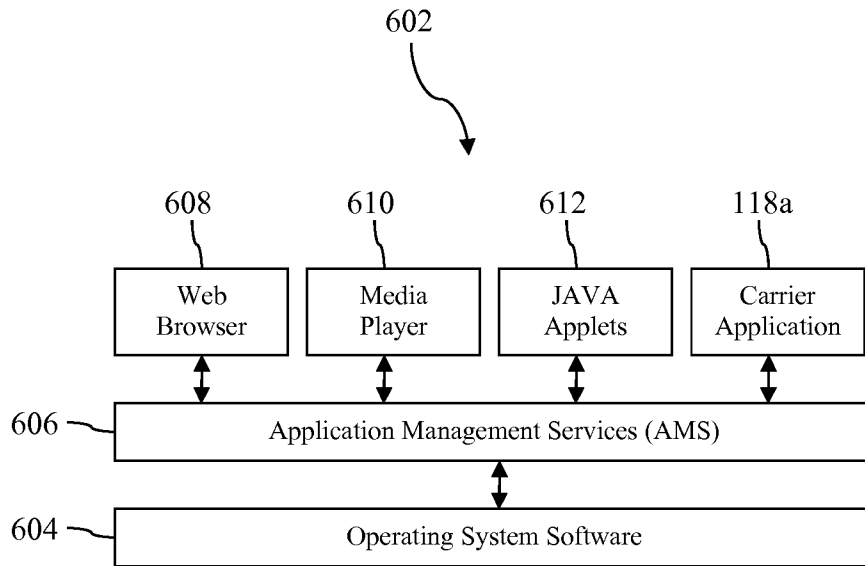 602
608
610
612
118a
Web
Browser
Media
Player
JAVA
Applets
Carrier
Application
606
Application Management Services (AMS)
604
Operating System Software